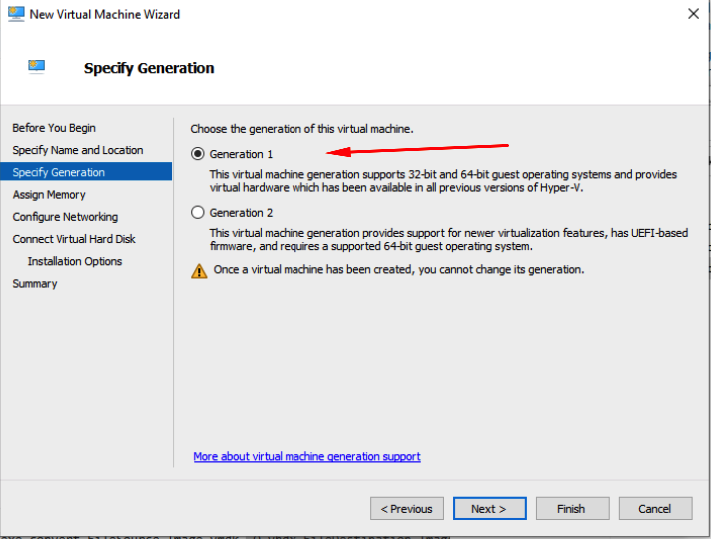 New Virtual Machine Wizard
Specify Generation
Before You Begin
Specify Name and Location
Specify Generation
Assign Memory
Configure Networking
Connect Virtual Hard Disk
Installation Options
Summary
Choose the generation of this virtual machine.
Generation 1
This virtual machine generation supports 32-bit and 64-bit guest operating systems and provides
virtual hardware which has been available in all previous versions of Hyper-V.
Generation 2
This virtual machine generation provides support for newer virtualization features, has UEFI-based
firmware, and requires a supported 64-bit guest operating system.
Once a virtual machine has been created, you cannot change its generation.
More about virtual machine generation support
< Previous
Next >
Finish
Cancel